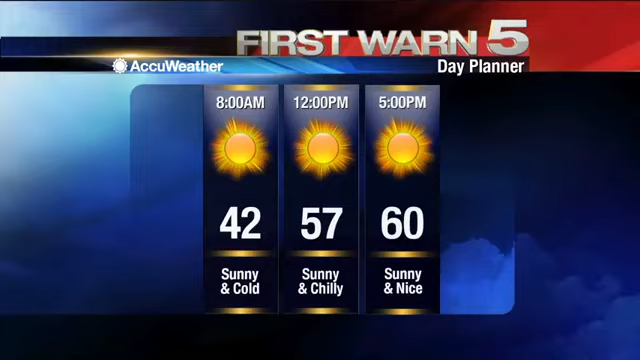 FIRST WARN 5
AccuWeather
Day Planner
8:00AM
12:00PM
5:00PM
42
57
60
Sunny
& Cold
Sunny
& Chilly
Sunny
& Nice